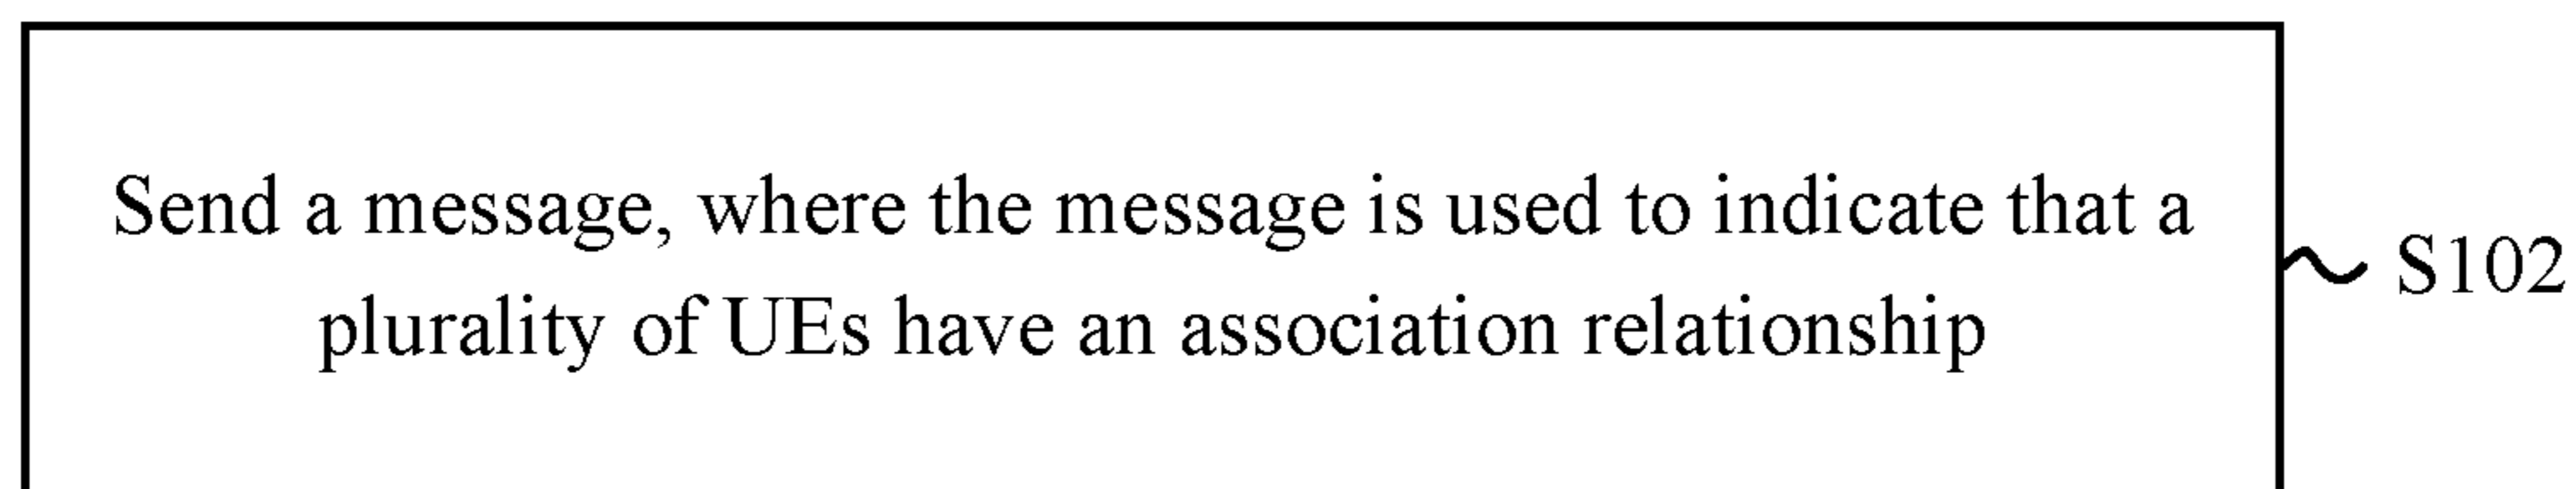 Send a message, where the message is used to indicate that a
plurality of UEs have an association relationship
S102